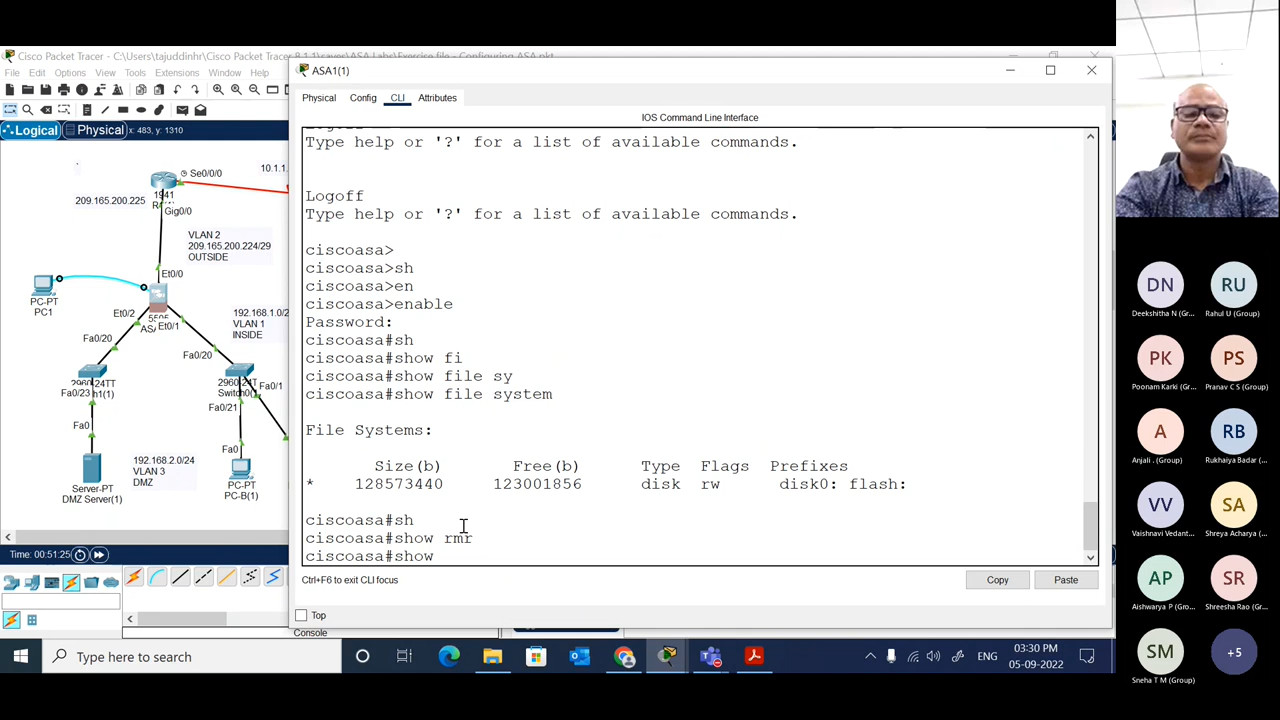 Cisco Packet Tracer - C:\Users\tajuddinhr\Cisco Packet Tracer 8.1.1\saves\ASA Labs\Exercise file - Configuring ASA.pkt
File Edit Options View Tools Extensions Window Help
Logical Physical x: 483, y: 1310
ASA1(1)
Physical Config CLI Attributes
IOS Command Line Interface
Type help or '?' for a list of available commands.
Logoff
Type help or '?' for a list of available commands.
ciscoasa>
ciscoasa>sh
ciscoasa>en
ciscoasa>enable
Password:
ciscoasa#sh
ciscoasa#show fi
ciscoasa#show file sy
ciscoasa#show file system
File Systems:
Size(b) Free(b) Type Flags Prefixes
* 128573440 123001856 disk rw disk0: flash:
ciscoasa#sh
ciscoasa#show rmr
ciscoasa#show
Ctrl+F6 to exit CLI focus
Copy Paste
Top
Se0/0/0
10.1.1.
1941
209.165.200.225
Gig0/0
VLAN 2
209.165.200.224/29
OUTSIDE
Et0/0
PC-PT
PC1
5505
Et0/2
Et0/1
192.168.1.0/2
VLAN 1
INSIDE
Fa0/20
Fa0/20
2960-24TT
Fa0/23
Switch0
Fa0/1
Fa0/21
Fa0
Fa0
192.168.2.0/24
VLAN 3
DMZ
Server-PT
DMZ Server(1)
PC-PT
PC-B(1)
Time: 00:51:25
Console
Type here to search
ENG
03:30 PM
05-09-2022
DN RU
Deekshitha N (Gr... Rahul U (Group)
PK PS
Poonam Karki (Gr... Pranav C S (Group)
A RB
Anjali . (Group) Rukhaiya Badar (...
VV SA
Vaishnavi Vedant... Shreya Acharya (...
AP SR
Aishwarya P (Gro... Shreesha Rao (...
SM +5
Sneha T M (Group)